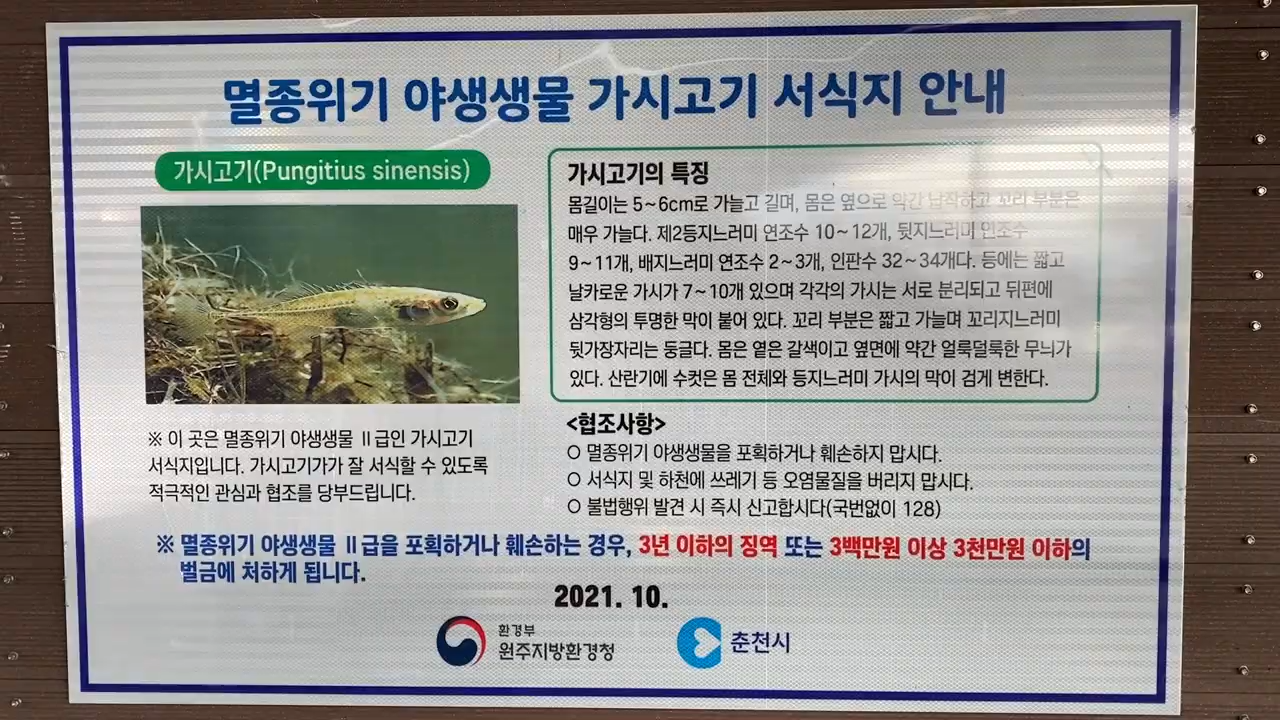 멸종위기 야생생물 가시고기 서식지 안내
가시고기(Pungitius sinensis)
가시고기의 특징
몸길이는 5~6cm로 가늘고 길며, 몸은 옆으로 약간 납작하고 꼬리 부분은
매우 가늘다. 제2등지느러미 연조수 10~12개, 뒷지느러미 연조수
9~11개, 배지느러미 연조수 2~3개, 인판수 32~34개다. 등에는 짧고
날카로운 가시가 7~10개 있으며 각각의 가시는 서로 분리되고 뒤편에
삼각형의 투명한 막이 붙어 있다. 꼬리 부분은 짧고 가늘며 꼬리지느러미
뒷가장자리는 둥글다. 몸은 옅은 갈색이고 옆면에 약간 얼룩덜룩한 무늬가
있다. 산란기에 수컷은 몸 전체와 등지느러미 가시의 막이 검게 변한다.
※ 이 곳은 멸종위기 야생생물 Ⅱ급인 가시고기
서식지입니다. 가시고기가가 잘 서식할 수 있도록
적극적인 관심과 협조를 당부드립니다.
<협조사항>
○ 멸종위기 야생생물을 포획하거나 훼손하지 맙시다.
○ 서식지 및 하천에 쓰레기 등 오염물질을 버리지 맙시다.
○ 불법행위 발견 시 즉시 신고합시다(국번없이 128)
※ 멸종위기 야생생물 Ⅱ급을 포획하거나 훼손하는 경우, 3년 이하의 징역 또는 3백만원 이상 3천만원 이하의
벌금에 처하게 됩니다.
2021. 10.
환경부
원주지방환경청
춘천시